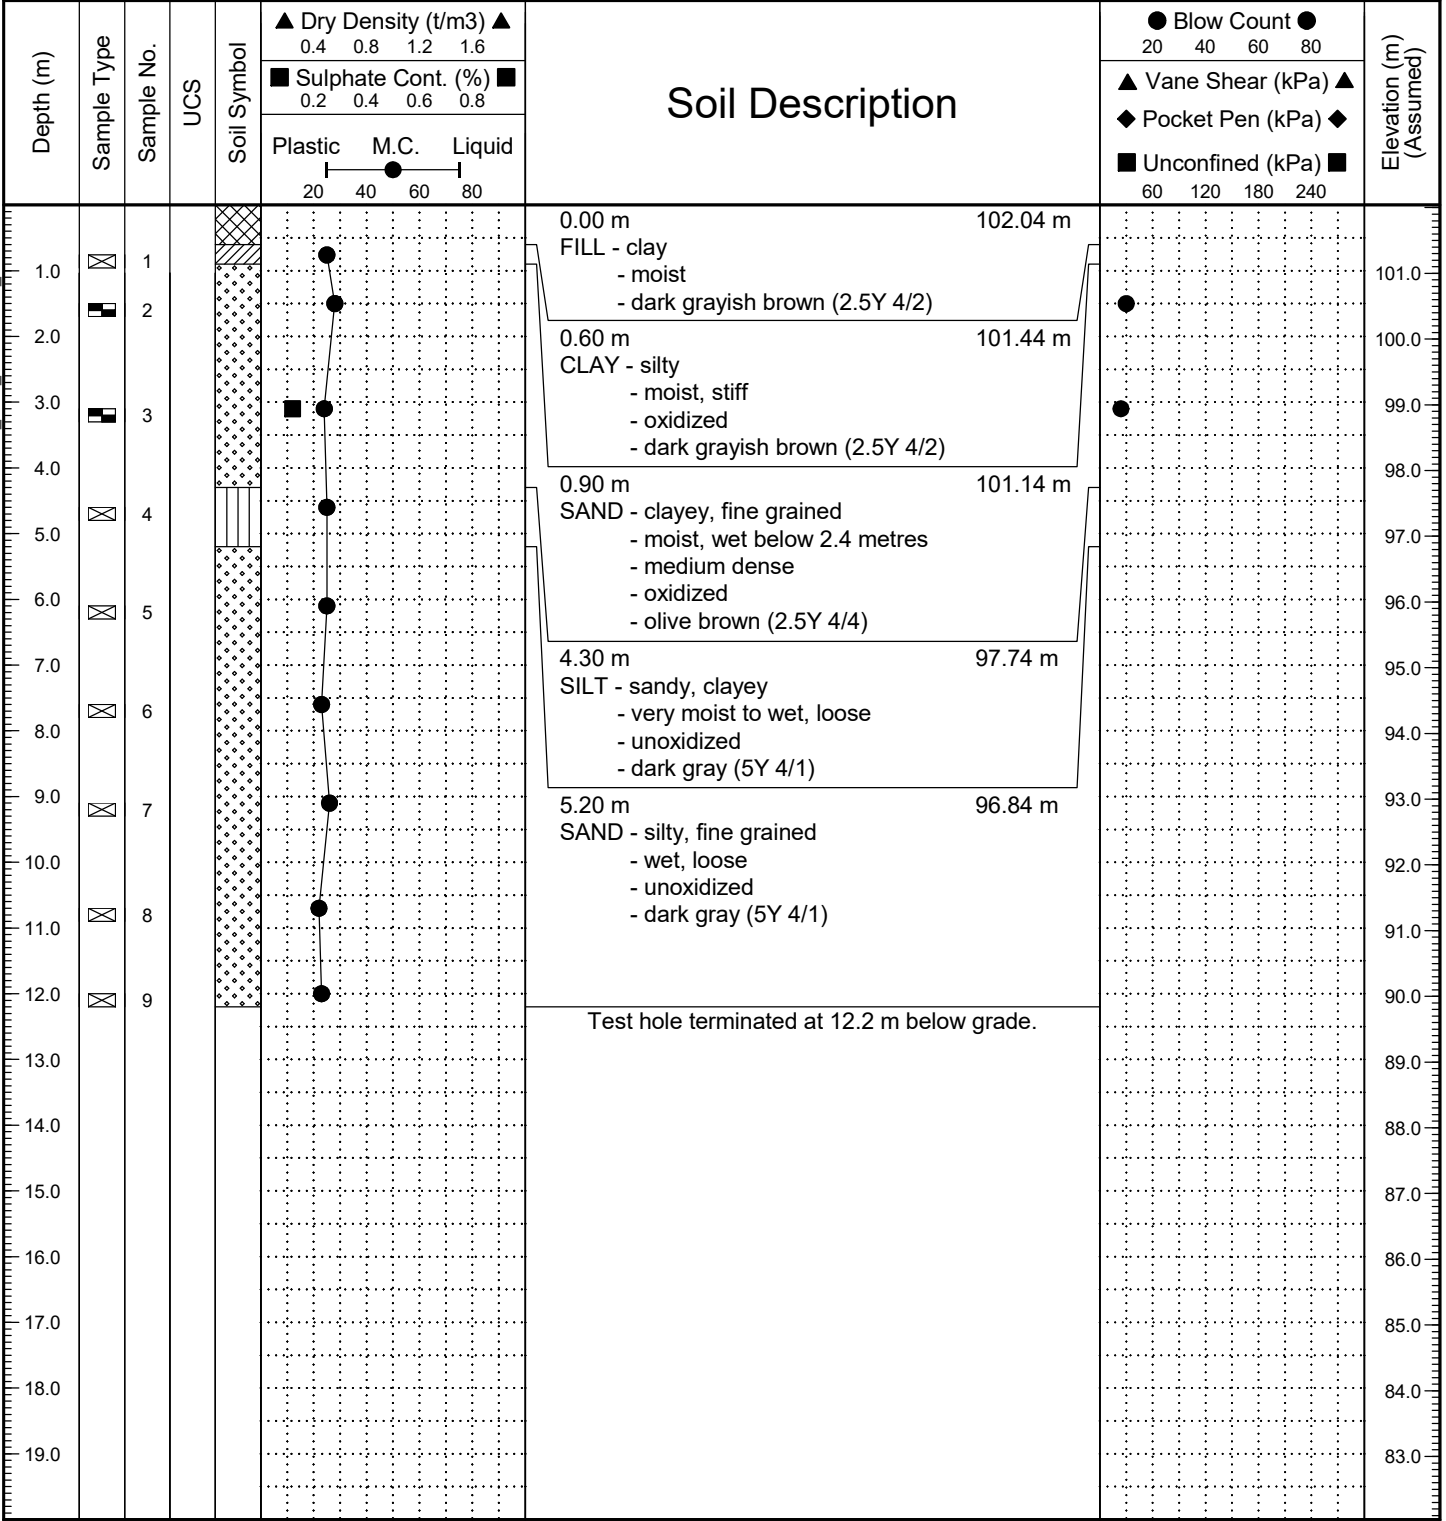 Depth (m)
Sample Type
Sample No.
UCS
Soil Symbol
▲ Dry Density (t/m3) ▲
0.4 0.8 1.2 1.6
■ Sulphate Cont. (%) ■
0.2 0.4 0.6 0.8
Plastic M.C. Liquid
20 40 60 80
Soil Description
● Blow Count ●
20 40 60 80
▲ Vane Shear (kPa) ▲
◆ Pocket Pen (kPa) ◆
■ Unconfined (kPa) ■
60 120 180 240
Elevation (m)
(Assumed)
1.0
2.0
3.0
4.0
5.0
6.0
7.0
8.0
9.0
10.0
11.0
12.0
13.0
14.0
15.0
16.0
17.0
18.0
19.0
1
2
3
4
5
6
7
8
9
0.00 m 102.04 m
FILL - clay
- moist
- dark grayish brown (2.5Y 4/2)
0.60 m 101.44 m
CLAY - silty
- moist, stiff
- oxidized
- dark grayish brown (2.5Y 4/2)
0.90 m 101.14 m
SAND - clayey, fine grained
- moist, wet below 2.4 metres
- medium dense
- oxidized
- olive brown (2.5Y 4/4)
4.30 m 97.74 m
SILT - sandy, clayey
- very moist to wet, loose
- unoxidized
- dark gray (5Y 4/1)
5.20 m 96.84 m
SAND - silty, fine grained
- wet, loose
- unoxidized
- dark gray (5Y 4/1)
Test hole terminated at 12.2 m below grade.
101.0
100.0
99.0
98.0
97.0
96.0
95.0
94.0
93.0
92.0
91.0
90.0
89.0
88.0
87.0
86.0
85.0
84.0
83.0